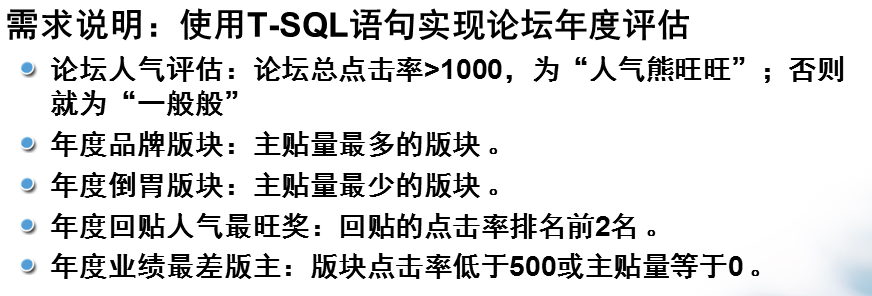 需求说明：使用T-SQL语句实现论坛年度评估
论坛人气评估：论坛总点击率>1000，为“人气熊旺旺”；否则
就为“一般般”
年度品牌版块：主贴量最多的版块 。
年度倒胃版块：主贴量最少的版块 。
年度回贴人气最旺奖：回贴的点击率排名前2名 。
年度业绩最差版主：版块点击率低于500或主贴量等于0 。